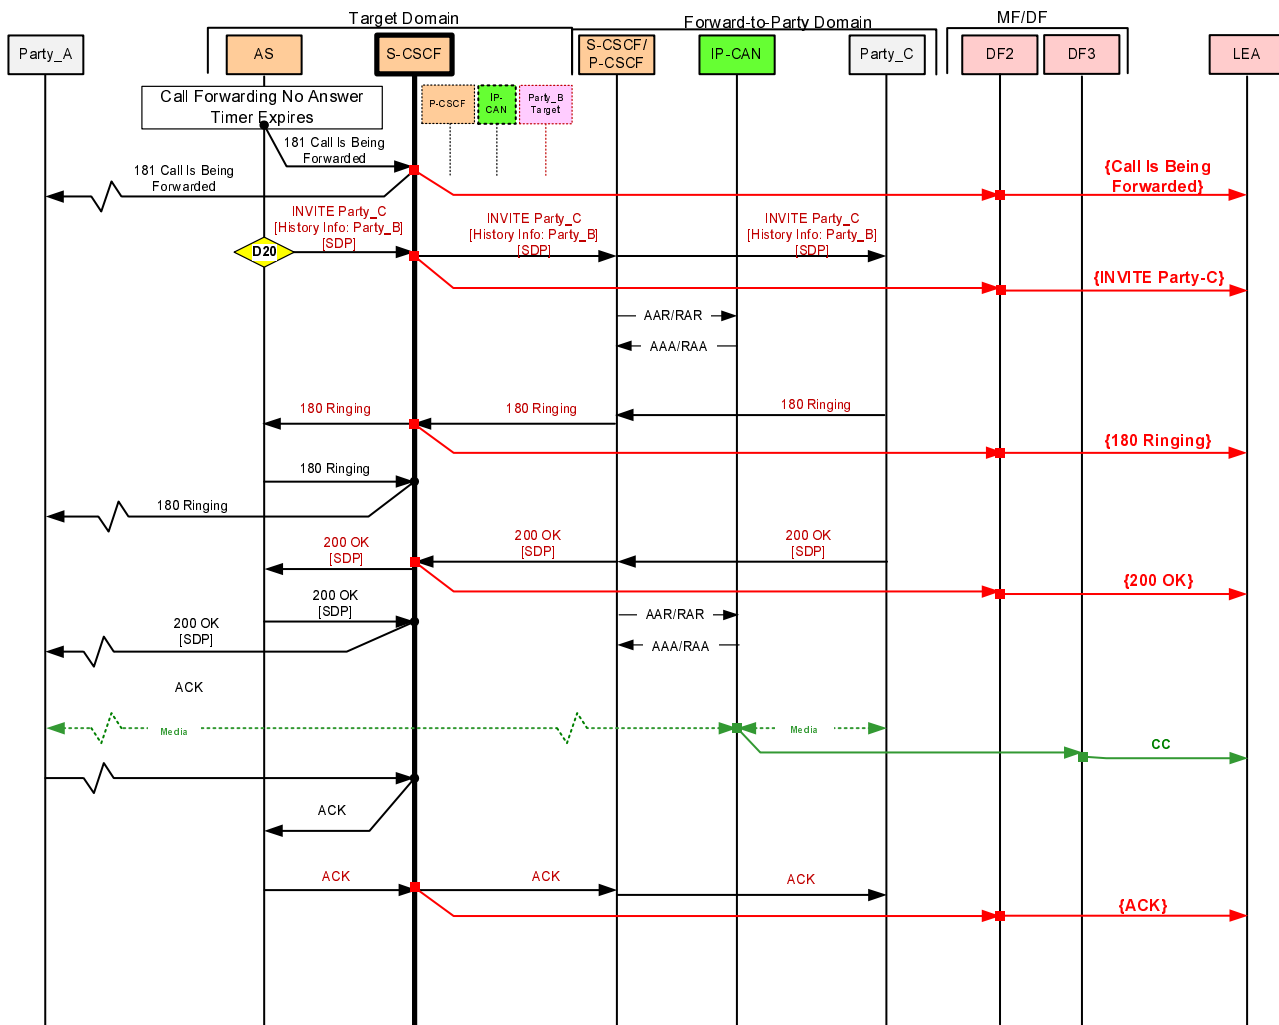 Target Domain
Forward-to-Party Domain
MF/DF
Party_A
AS
S-CSCF
S-CSCF/
P-CSCF
IP-CAN
Party_C
DF2
DF3
LEA
Call Forwarding No Answer
Timer Expires
P-CSCF
IP-
CAN
Party_B
Target
181 Call Is Being
Forwarded
181 Call Is Being
Forwarded
{Call Is Being
Forwarded}
INVITE Party_C
[History Info: Party_B]
[SDP]
INVITE Party_C
[History Info: Party_B]
[SDP]
INVITE Party_C
[History Info: Party_B]
[SDP]
D20
{INVITE Party-C}
AAR/RAR
AAA/RAA
180 Ringing
180 Ringing
180 Ringing
{180 Ringing}
180 Ringing
180 Ringing
200 OK
[SDP]
200 OK
[SDP]
200 OK
[SDP]
{200 OK}
200 OK
[SDP]
200 OK
[SDP]
AAR/RAR
AAA/RAA
ACK
Media
Media
CC
ACK
ACK
ACK
ACK
{ACK}